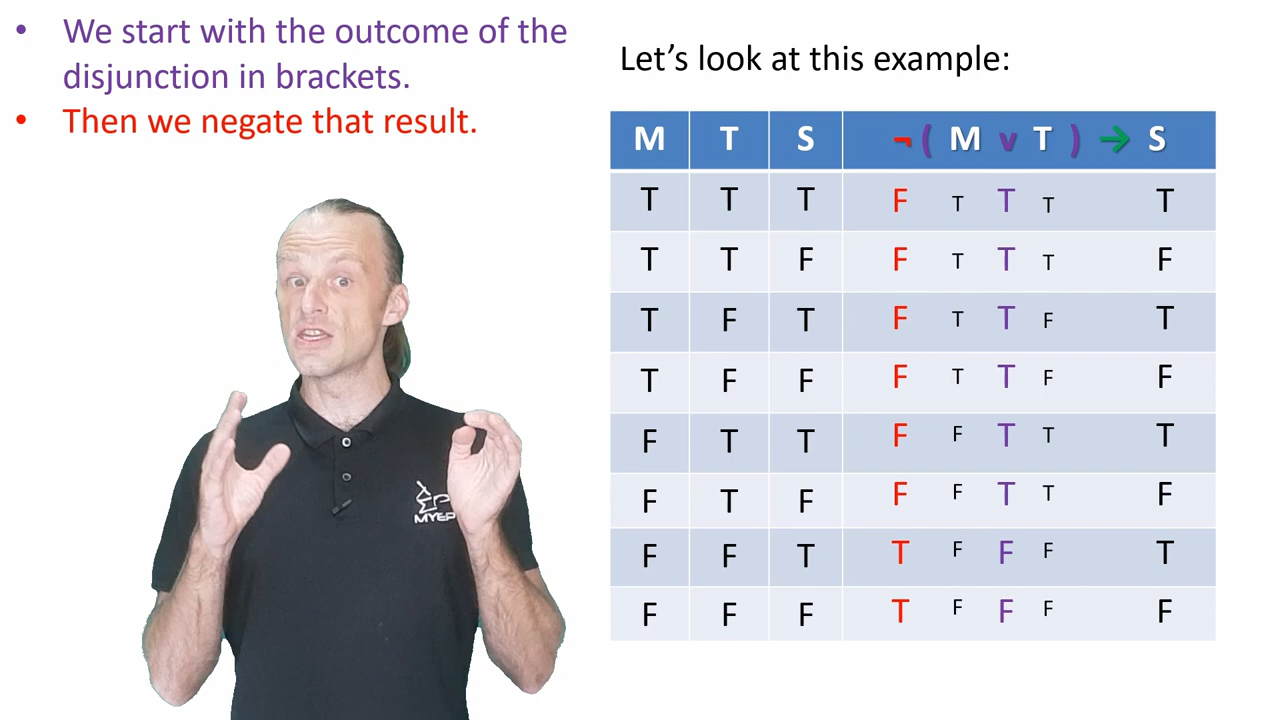 • We start with the outcome of the
disjunction in brackets.
• Then we negate that result.
Let’s look at this example:
M T S ¬ ( M v T ) → S
T T T F T T T T
T T F F T T T F
T F T F T T F T
T F F F T T F F
F T T F F T T T
F T F F F T T F
F F T T F F F T
F F F T F F F F
MYEP